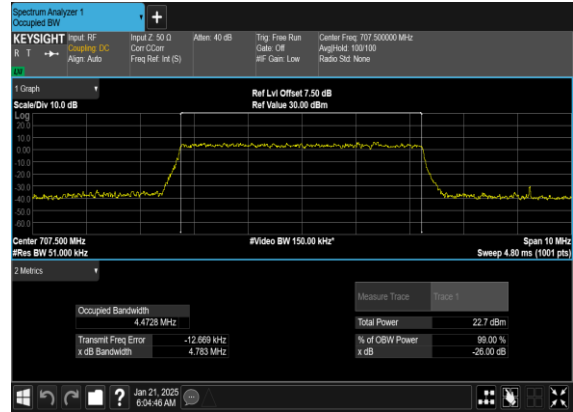 Spectrum Analyzer 1
Occupied BW
KEYSIGHT Input: RF Input Z: 50 Ω Atten: 40 dB Trig: Free Run Center Freq: 707.500000 MHz
R T Coupling: DC Corr CCorr Gate: Off Avg|Hold: 100/100
Align: Auto Freq Ref: Int (S) #IF Gain: Low Radio Std: None
LM
1 Graph
Ref Lvl Offset 7.50 dB
Scale/Div 10.0 dB Ref Value 30.00 dBm
Log
20.0
10.0
0.00
-10.0
-20.0
-30.0
-40.0
-50.0
-60.0
Center 707.500 MHz #Video BW 150.00 kHz* Span 10 MHz
#Res BW 51.000 kHz Sweep 4.80 ms (1001 pts)
2 Metrics
Measure Trace Trace 1
Occupied Bandwidth
4.4728 MHz Total Power 22.7 dBm
Transmit Freq Error -12.669 kHz % of OBW Power 99.00 %
x dB Bandwidth 4.783 MHz x dB -26.00 dB
Jan 21, 2025
6:04:46 AM